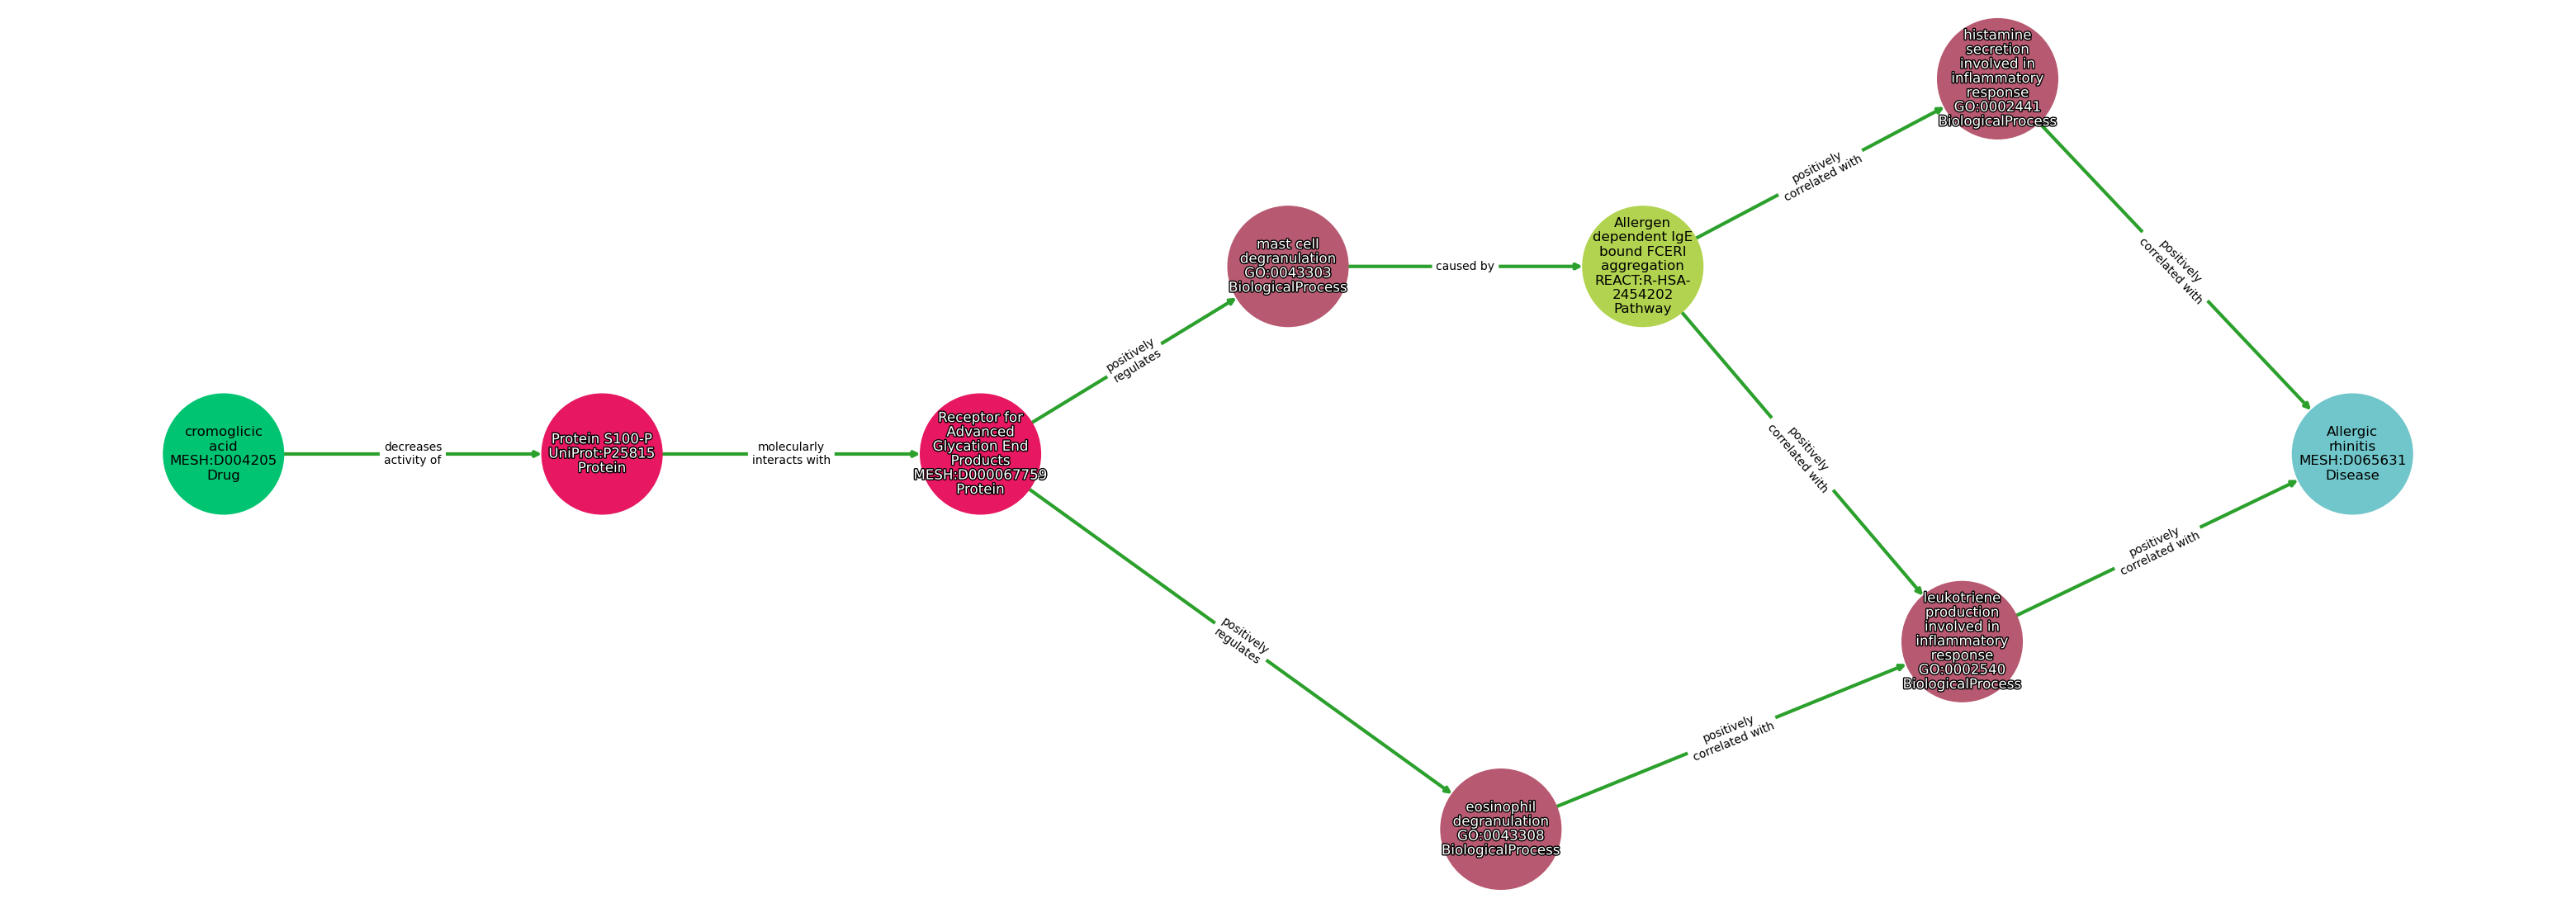 cromoglicic
acid
MESH:D004205
Drug
decreases
activity of
Protein S100-P
UniProt:P25815
Protein
molecularly
interacts with
Receptor for
Advanced
Glycation End
Products
MESH:D000067759
Protein
positively
regulates
mast cell
degranulation
GO:0043303
BiologicalProcess
caused by
Allergen
dependent IgE
bound FCERI
aggregation
REACT:R-HSA-
2454202
Pathway
positively
correlated with
histamine
secretion
involved in
inflammatory
response
GO:0002441
BiologicalProcess
positively
correlated with
positively
correlated with
positively
regulates
eosinophil
degranulation
GO:0043308
BiologicalProcess
positively
correlated with
leukotriene
production
involved in
inflammatory
response
GO:0002540
BiologicalProcess
positively
correlated with
Allergic
rhinitis
MESH:D065631
Disease